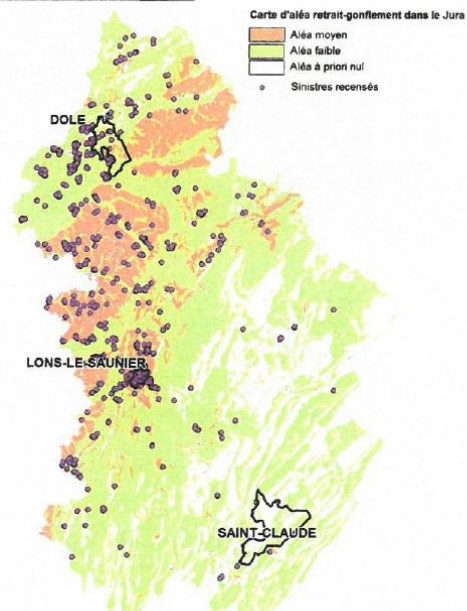 Carte d'aléa retrait-gonflement dans le Jura
Aléa moyen
Aléa faible
Aléa à priori nul
Sinistres recensés
DOLE
LONS-LE-SAUNIER
SAINT-CLAUDE